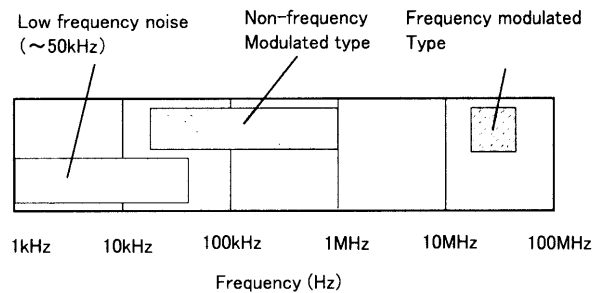 Low frequency noise
(～50kHz)
Non-frequency
Modulated type
Frequency modulated
Type
1kHz 10kHz 100kHz 1MHz 10MHz 100MHz
Frequency (Hz)